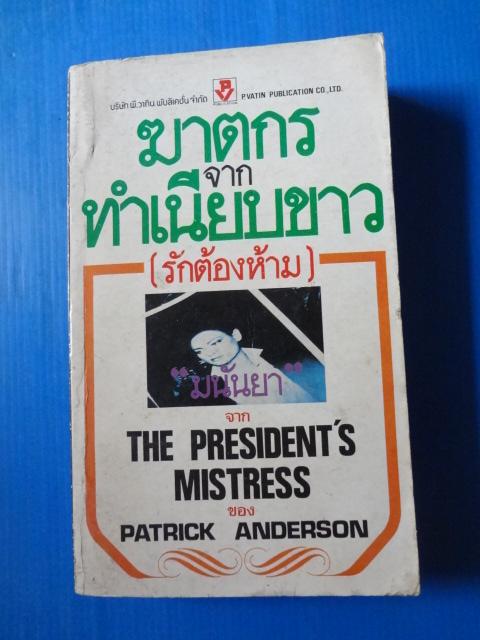 บริษัท พี.วาทิน พับลิเคชั่น จำกัด PV P.VATIN PUBLICATION CO., LTD.
ฆาตกร
จาก
ทำเนียบขาว
(รักต้องห้าม)
"มนันยา"
จาก
THE PRESIDENT'S
MISTRESS
ของ
PATRICK ANDERSON